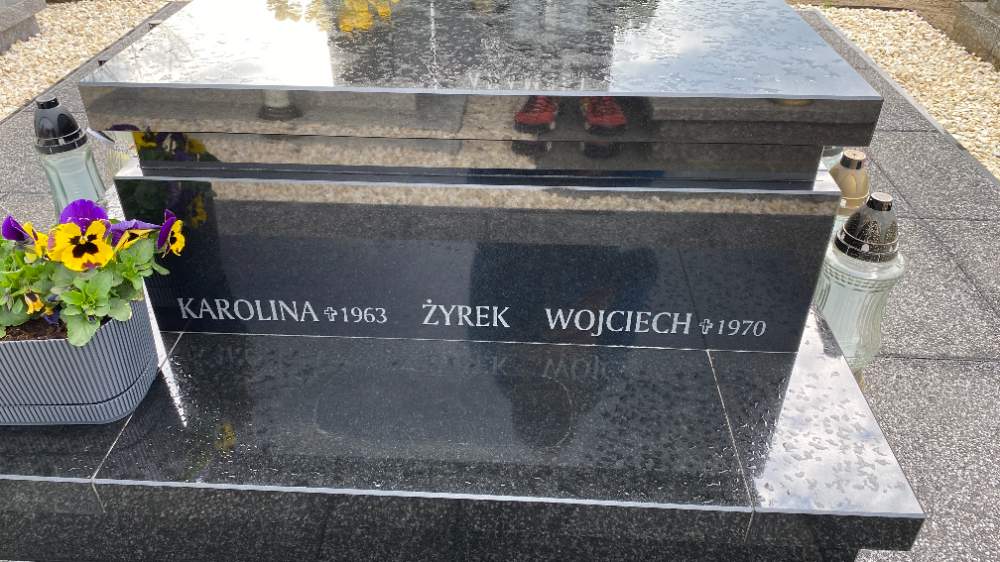 KAROLINA ✞1963 ŻYREK WOJCIECH ✞1970